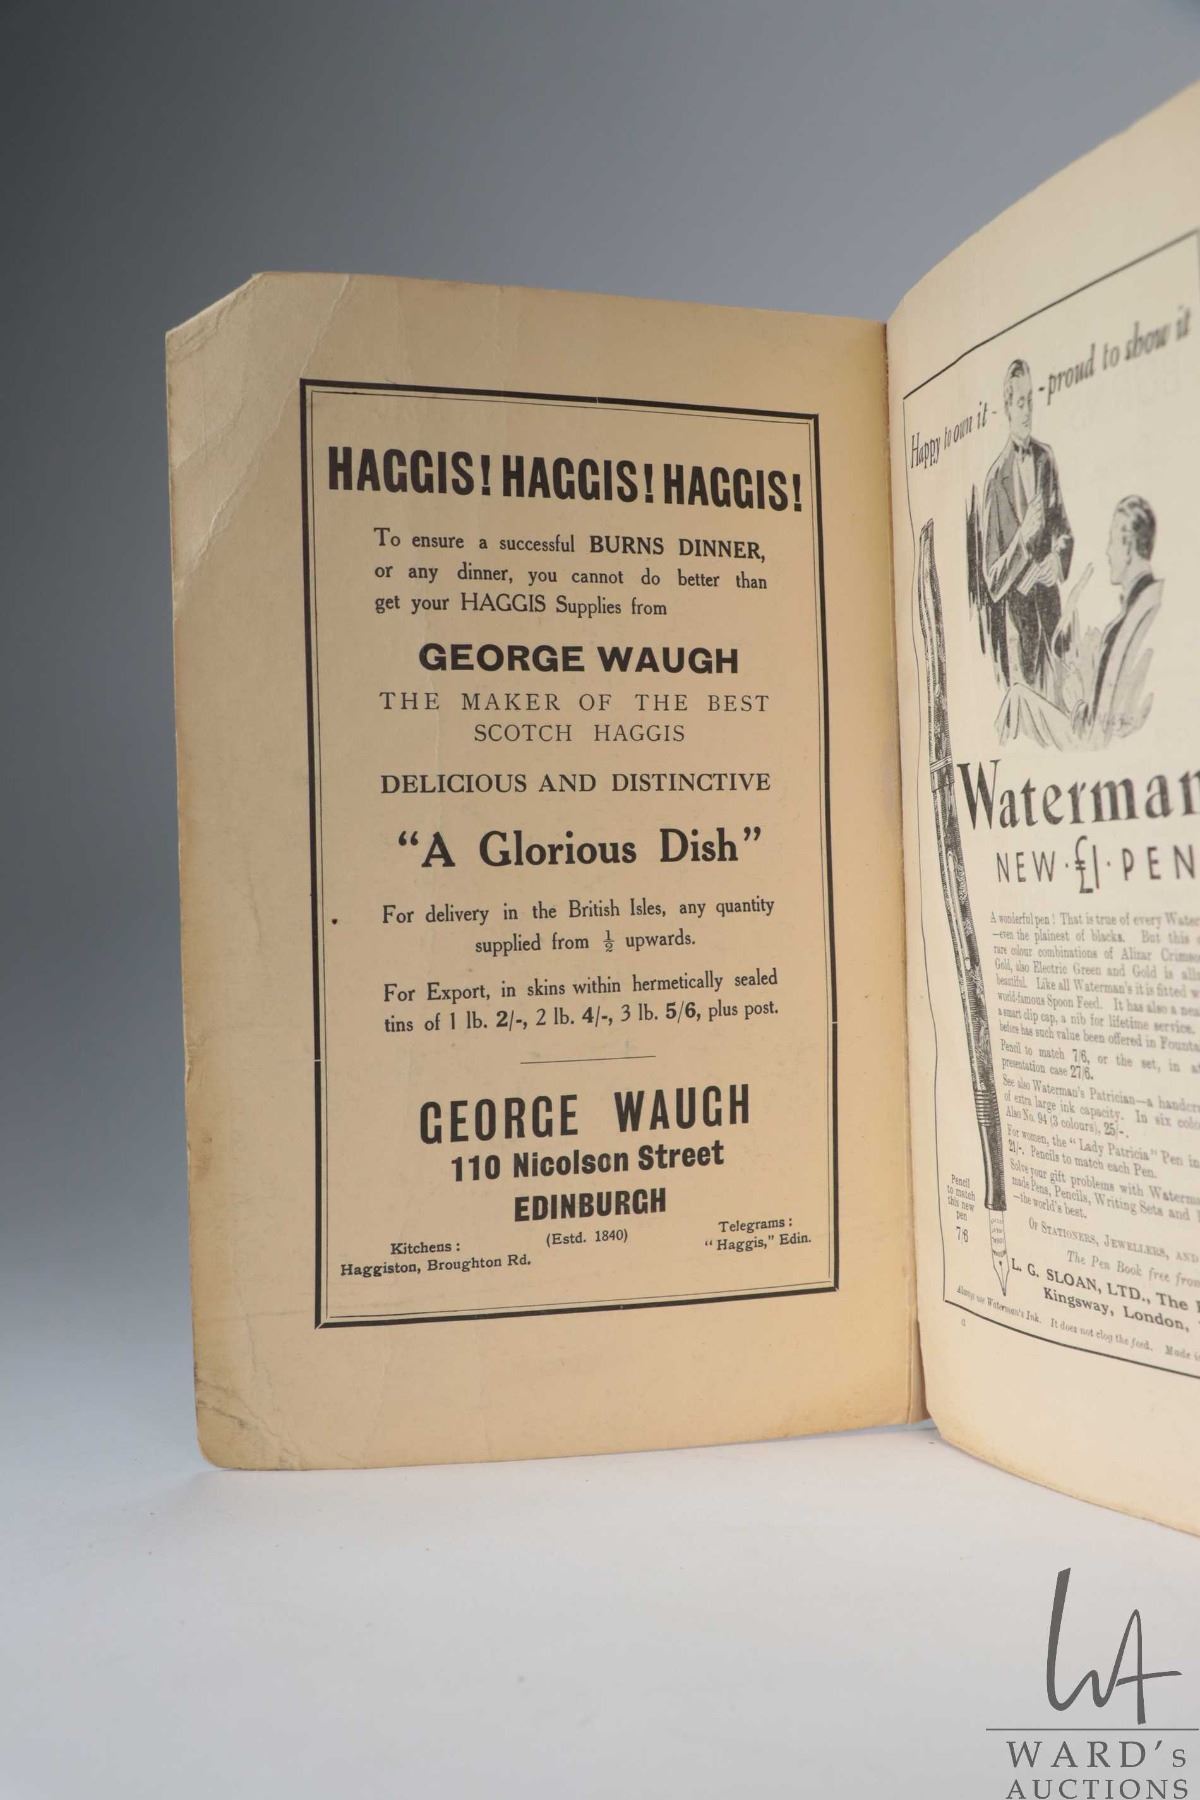 HAGGIS! HAGGIS! HAGGIS!
To ensure a successful BURNS DINNER,
or any dinner, you cannot do better than
get your HAGGIS Supplies from
GEORGE WAUGH
THE MAKER OF THE BEST
SCOTCH HAGGIS
DELICIOUS AND DISTINCTIVE
"A Glorious Dish"
For delivery in the British Isles, any quantity
supplied from ½ upwards.
For Export, in skins within hermetically sealed
tins of 1 lb. 2/-, 2 lb. 4/-, 3 lb. 5/6, plus post.
GEORGE WAUGH
110 Nicolson Street
EDINBURGH
(Estd. 1840)
Kitchens:
Haggiston, Broughton Rd.
Telegrams:
"Haggis," Edin.
Happy to own it - - proud to show it
Waterman
NEW · £1 · PEN
A wonderful pen! That is true of every
—even the plainest of blacks. But this
rare colour combinations of Alizar Crimson
Gold, also Electric Green and Gold is
beautiful. Like all Waterman's it is fitted
world-famous Spoon Feed. It has also a
a smart clip cap, a nib for lifetime service.
before has such value been offered in
Pencil to match 7/6, or the set, in
presentation case 27/6.
See also Waterman's Patrician—a
of extra large ink capacity. In six
Also No. 94 (3 colours), 25/-.
For women, the "Lady Patricia" Pen in
21/-. Pencils to match each Pen.
Solve your gift problems with
made Pens, Pencils, Writing Sets and
—the world's best.
Of STATIONERS, JEWELLERS, AND
The Pen Book free from
L. G. SLOAN, LTD., The
Kingsway, London,
Pencil
to match
this new
pen
7/6
Always use Waterman's Ink. It does not clog the feed. Made
a
WARD's
AUCTIONS